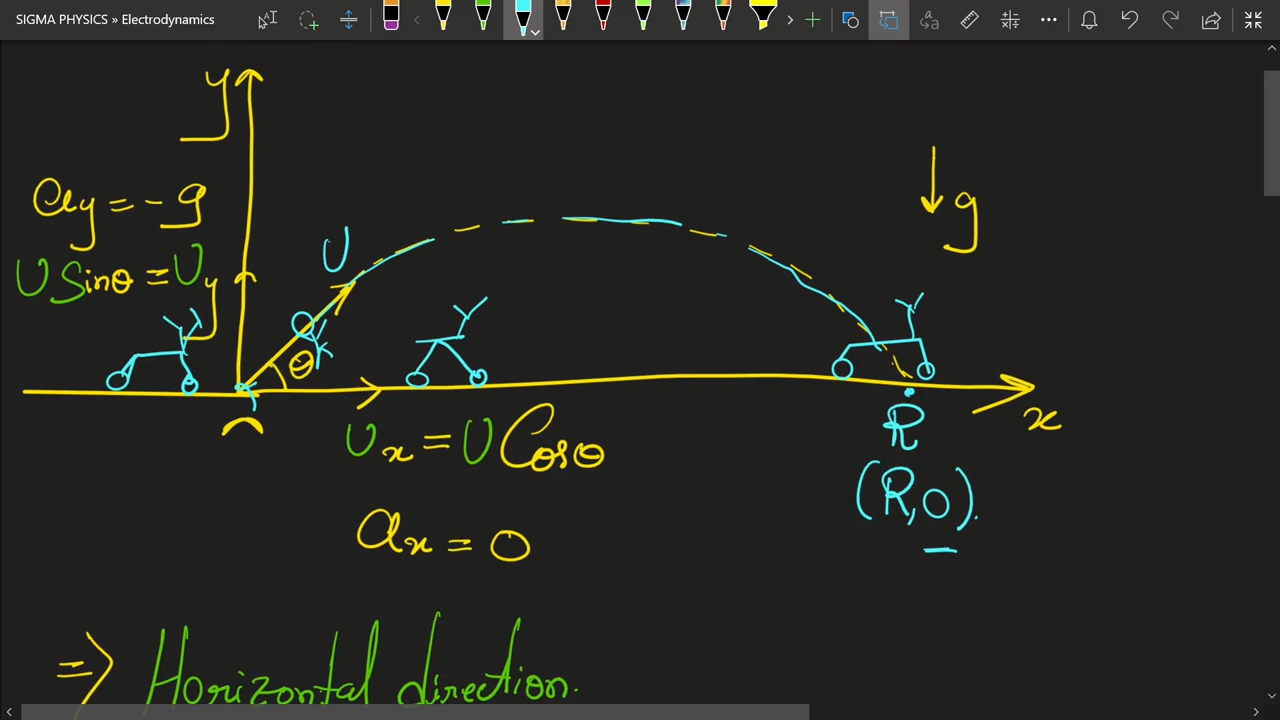 SIGMA PHYSICS » Electrodynamics
y
ay = - g
g
U
U Sinθ = Uy
θ
x
Ux = U Cosθ
R
(R, 0).
ax = 0
=> Horizontal direction.